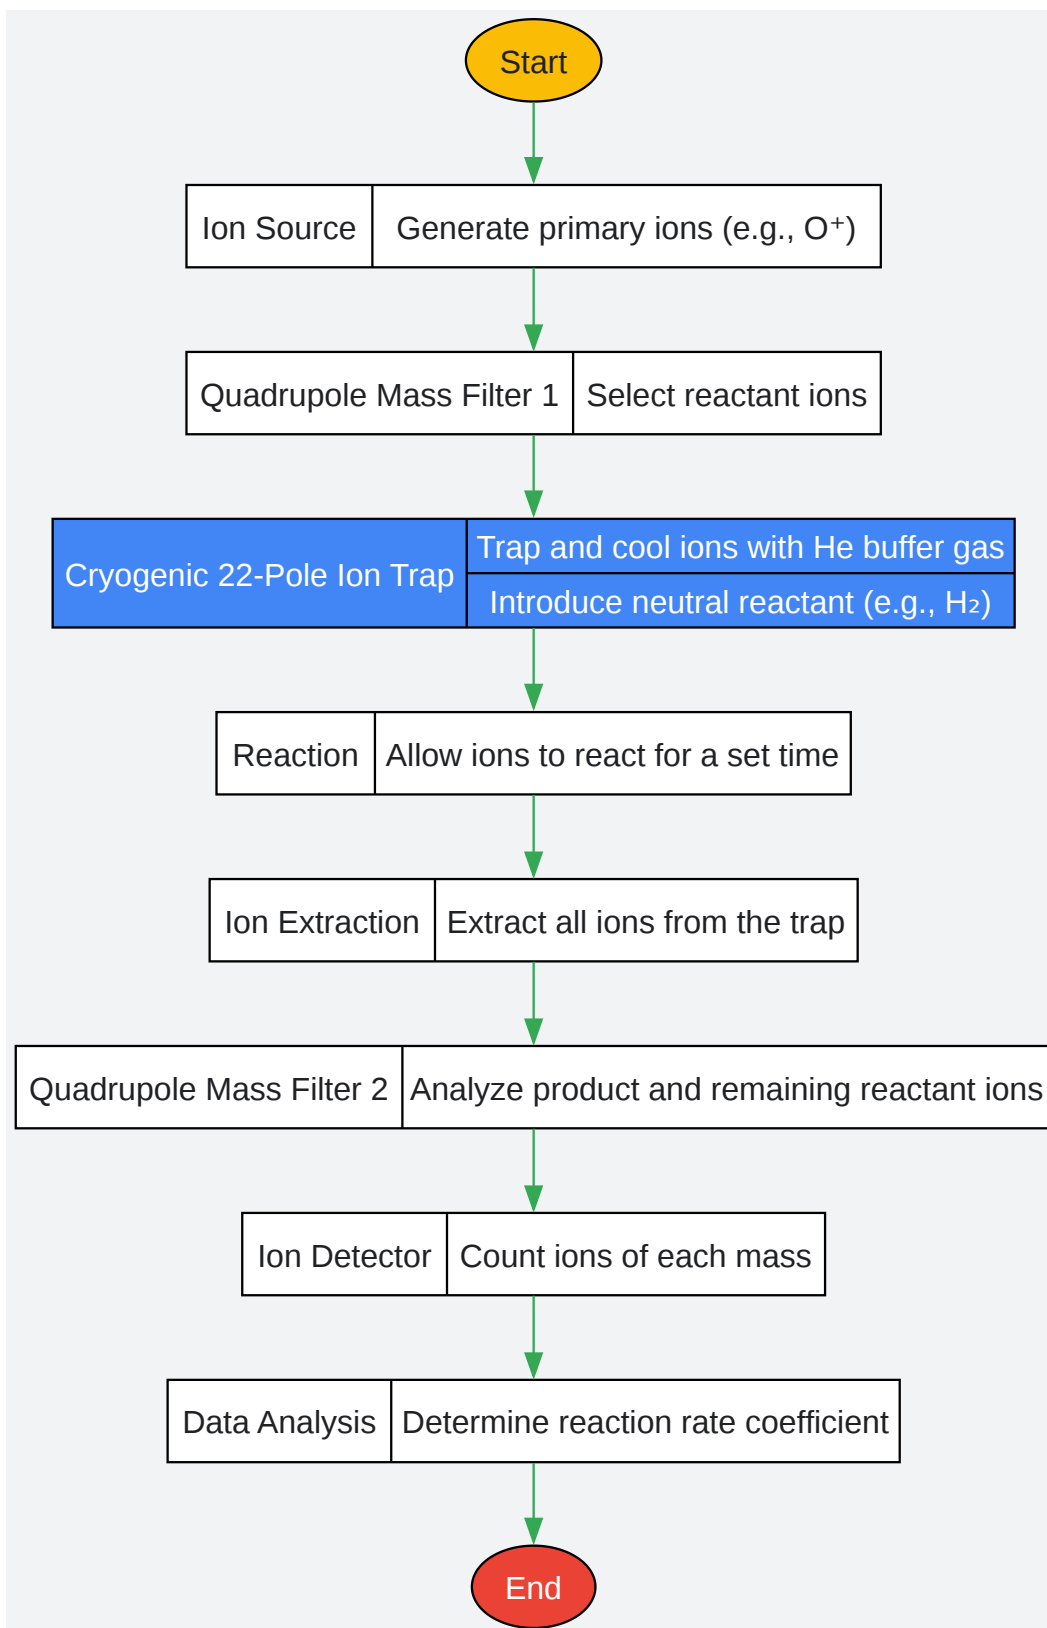 Start
Ion Source
Generate primary ions (e.g., O⁺)
Quadrupole Mass Filter 1
Select reactant ions
Cryogenic 22-Pole Ion Trap
Trap and cool ions with He buffer gas
Introduce neutral reactant (e.g., H₂)
Reaction
Allow ions to react for a set time
Ion Extraction
Extract all ions from the trap
Quadrupole Mass Filter 2
Analyze product and remaining reactant ions
Ion Detector
Count ions of each mass
Data Analysis
Determine reaction rate coefficient
End